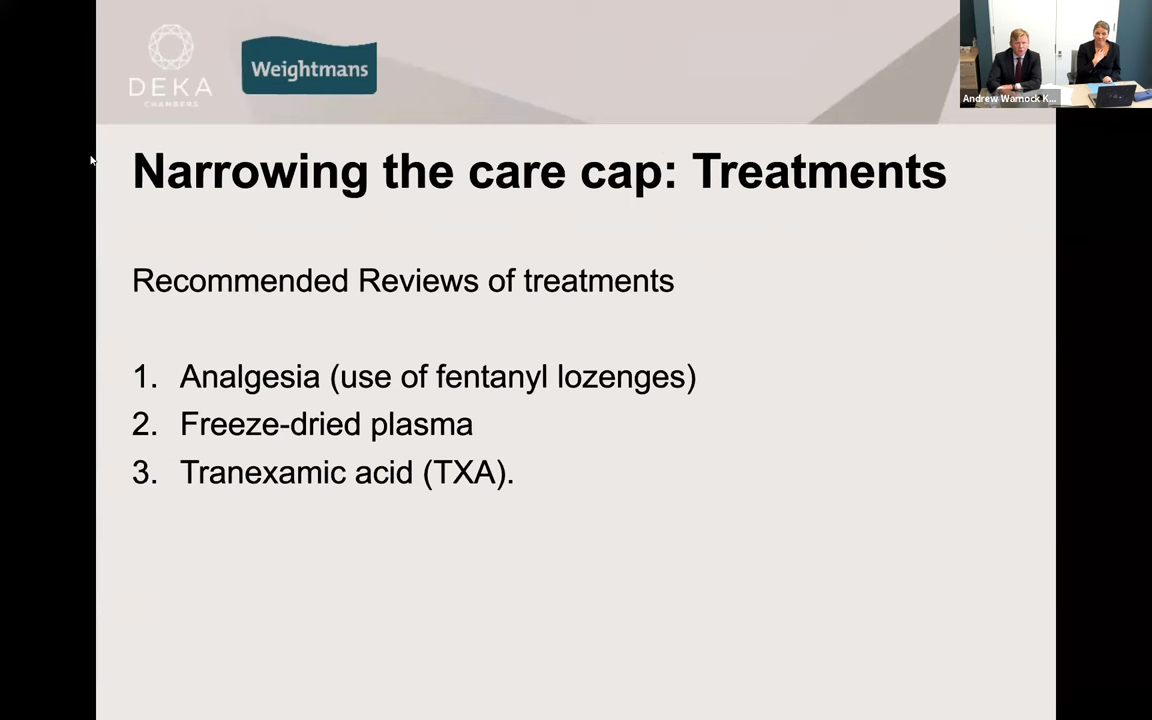 DEKA
CHAMBERS
Weightmans
Andrew Warnock K...
Narrowing the care cap: Treatments
Recommended Reviews of treatments
1. Analgesia (use of fentanyl lozenges)
2. Freeze-dried plasma
3. Tranexamic acid (TXA).